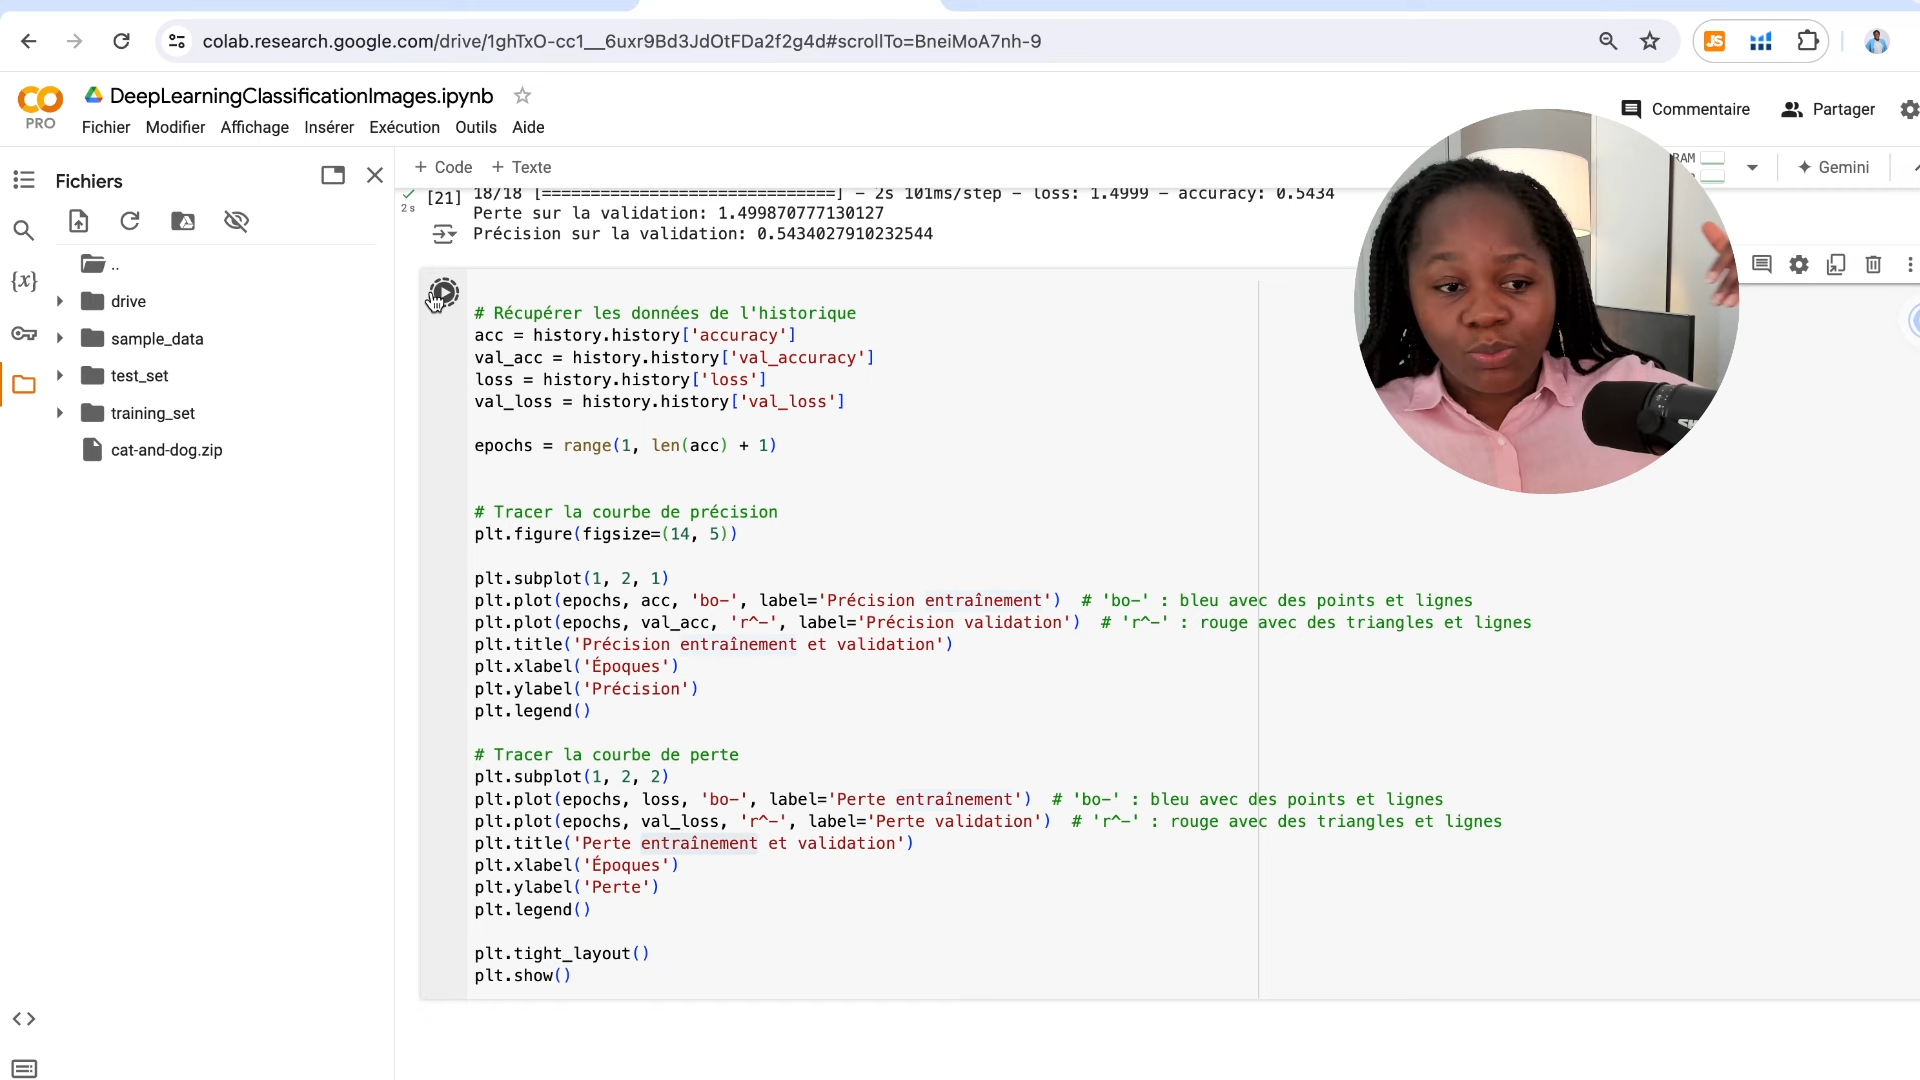 colab.research.google.com/drive/1ghTxO-cc1__6uxr9Bd3JdOtFDa2f2g4d#scrollTo=BneiMoA7nh-9
JS
CO
PRO
DeepLearningClassificationImages.ipynb
Fichier Modifier Affichage Insérer Exécution Outils Aide
Commentaire
Partager
Fichiers
+ Code + Texte
RAM
Gemini
..
drive
sample_data
test_set
training_set
cat-and-dog.zip
{x}
2 s
[21]
18/18 [==============================] - 2s 101ms/step - loss: 1.4999 - accuracy: 0.5434
Perte sur la validation: 1.499870777130127
Précision sur la validation: 0.5434027910232544
# Récupérer les données de l'historique
acc = history.history['accuracy']
val_acc = history.history['val_accuracy']
loss = history.history['loss']
val_loss = history.history['val_loss']
epochs = range(1, len(acc) + 1)
# Tracer la courbe de précision
plt.figure(figsize=(14, 5))
plt.subplot(1, 2, 1)
plt.plot(epochs, acc, 'bo-', label='Précision entraînement') # 'bo-' : bleu avec des points et lignes
plt.plot(epochs, val_acc, 'r^-', label='Précision validation') # 'r^-' : rouge avec des triangles et lignes
plt.title('Précision entraînement et validation')
plt.xlabel('Époques')
plt.ylabel('Précision')
plt.legend()
# Tracer la courbe de perte
plt.subplot(1, 2, 2)
plt.plot(epochs, loss, 'bo-', label='Perte entraînement') # 'bo-' : bleu avec des points et lignes
plt.plot(epochs, val_loss, 'r^-', label='Perte validation') # 'r^-' : rouge avec des triangles et lignes
plt.title('Perte entraînement et validation')
plt.xlabel('Époques')
plt.ylabel('Perte')
plt.legend()
plt.tight_layout()
plt.show()